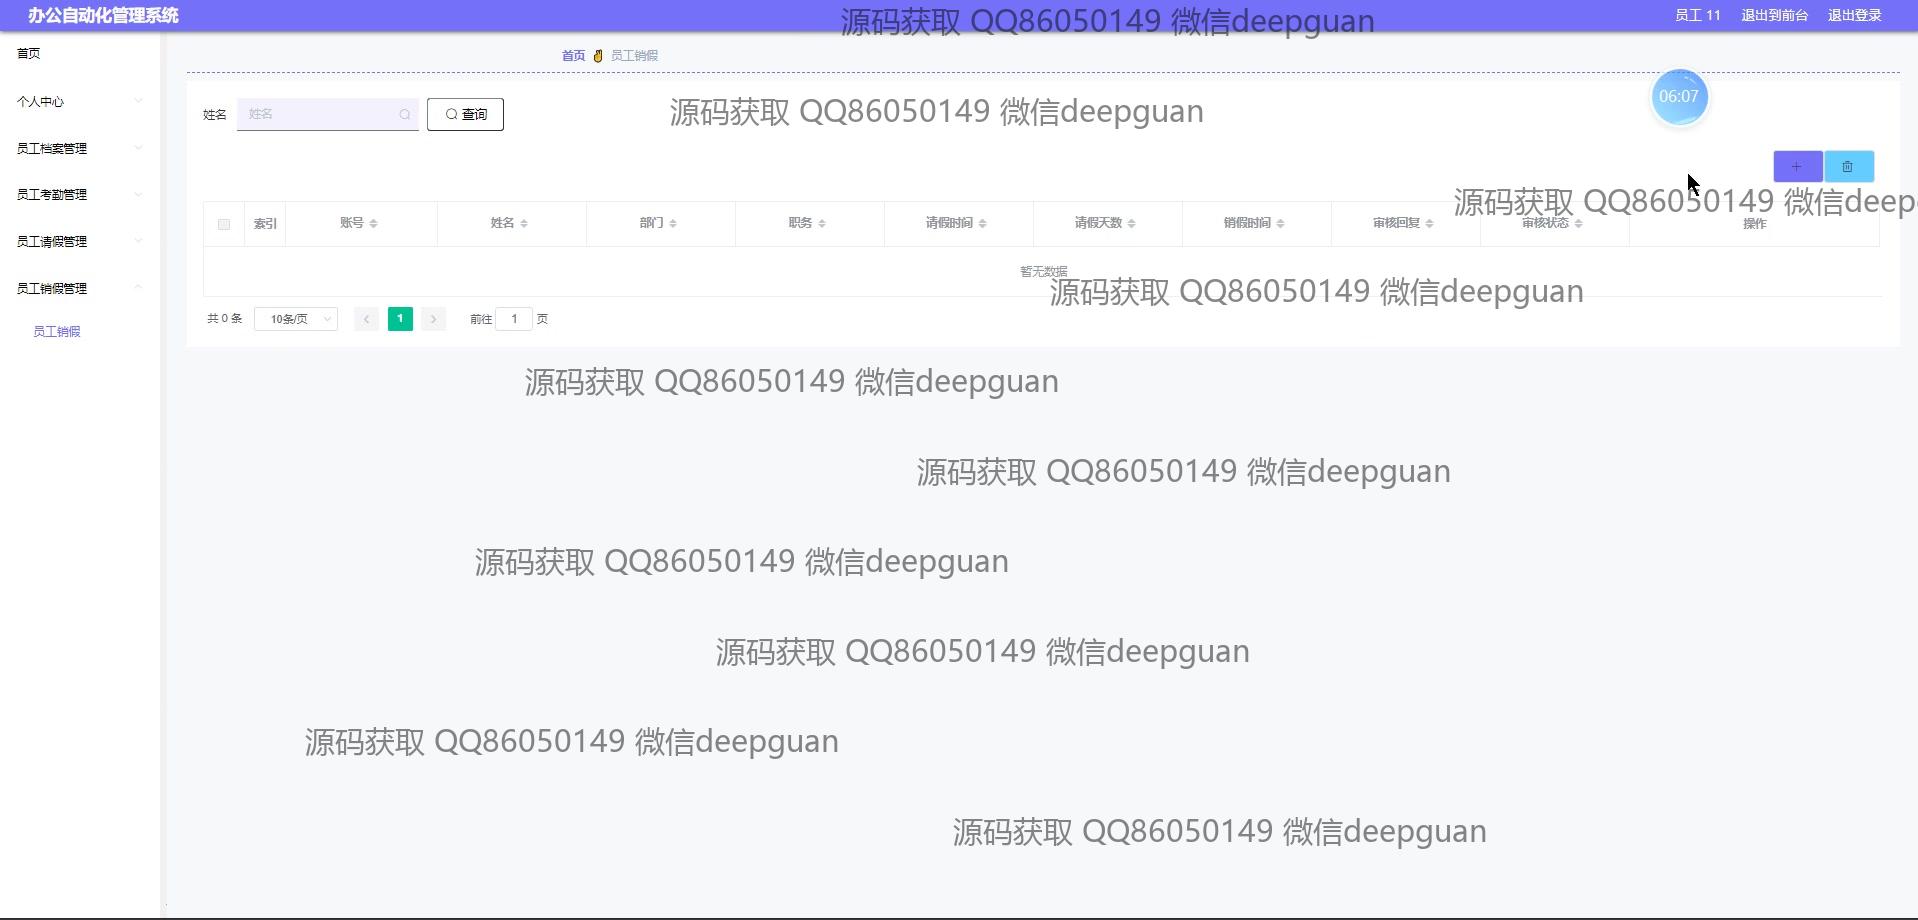 办公自动化管理系统
源码获取 QQ86050149 微信deepguan
员工 11 退出到前台 退出登录
首页
个人中心
员工档案管理
员工考勤管理
员工请假管理
员工销假管理
员工销假
首页 员工销假
姓名 姓名 查询
源码获取 QQ86050149 微信deepguan
06:07
源码获取 QQ86050149 微信deep
索引 账号 姓名 部门 职务 请假时间 请假天数 销假时间 审核回复 审核状态 操作
暂无数据
源码获取 QQ86050149 微信deepguan
共 0 条 10条/页 1 前往 1 页
源码获取 QQ86050149 微信deepguan
源码获取 QQ86050149 微信deepguan
源码获取 QQ86050149 微信deepguan
源码获取 QQ86050149 微信deepguan
源码获取 QQ86050149 微信deepguan
源码获取 QQ86050149 微信deepguan